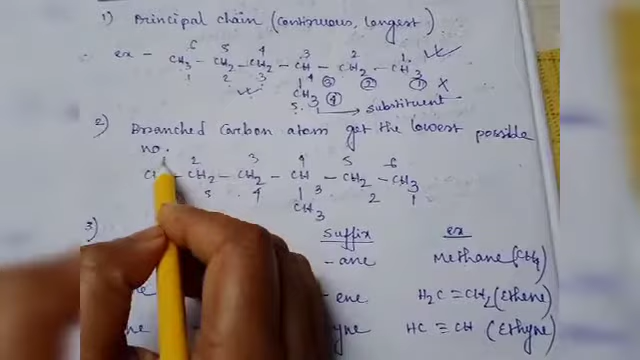 1) Principal chain (continuous, longest)
6 5 4 3 2 1
ex - CH3 - CH2 - CH2 - CH - CH2 - CH3 X
1 2 3 4 ③ ② ①
CH3 ④
5. → substituent
2) Branched Carbon atom get the lowest possible
no.
1 2 3 4 5 6
- CH2 - CH2 - CH - CH2 - CH3
5 4 3 2 1
CH3
3) Suffix ex
- ane Methane (CH4)
- ene H2C = CH2 (Ethene)
HC ≡ CH (Ethyne)